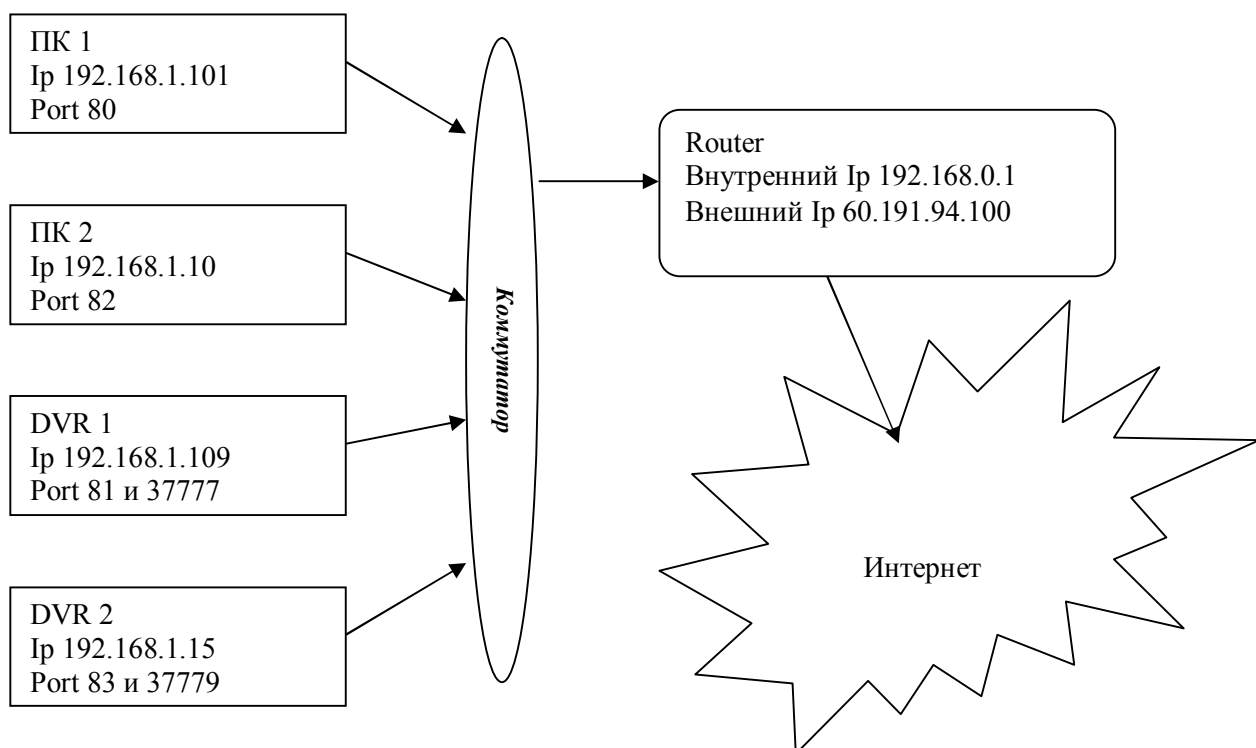 ПК 1
Ip 192.168.1.101
Port 80
ПК 2
Ip 192.168.1.10
Port 82
DVR 1
Ip 192.168.1.109
Port 81 и 37777
DVR 2
Ip 192.168.1.15
Port 83 и 37779
Коммутатор
Router
Внутренний Ip 192.168.0.1
Внешний Ip 60.191.94.100
Интернет